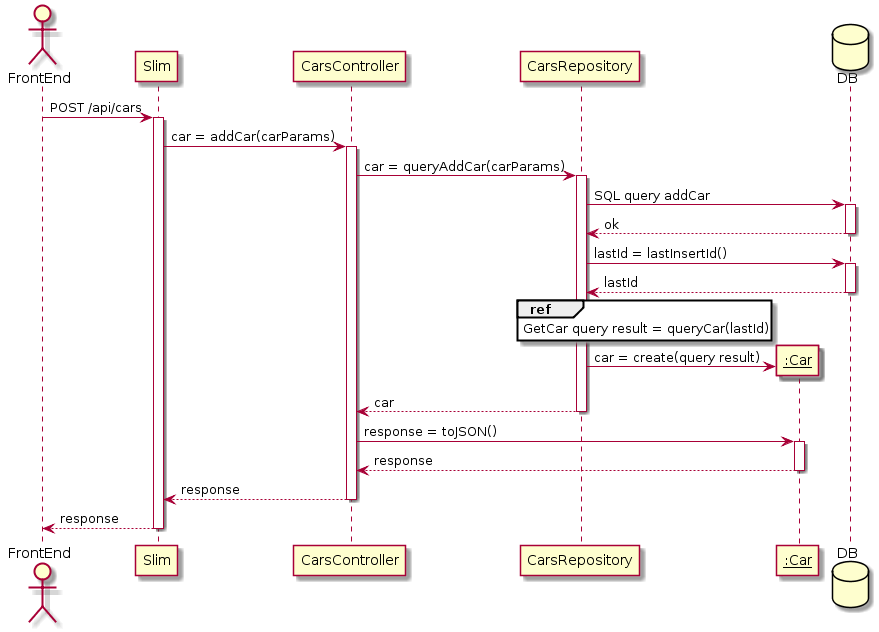 FrontEnd
Slim
CarsController
CarsRepository
DB
POST /api/cars
car = addCar(carParams)
car = queryAddCar(carParams)
SQL query addCar
ok
lastId = lastInsertId()
lastId
ref
GetCar query result = queryCar(lastId)
car = create(query result)
:Car
car
response = toJSON()
response
response
response
FrontEnd
Slim
CarsController
CarsRepository
:Car
DB